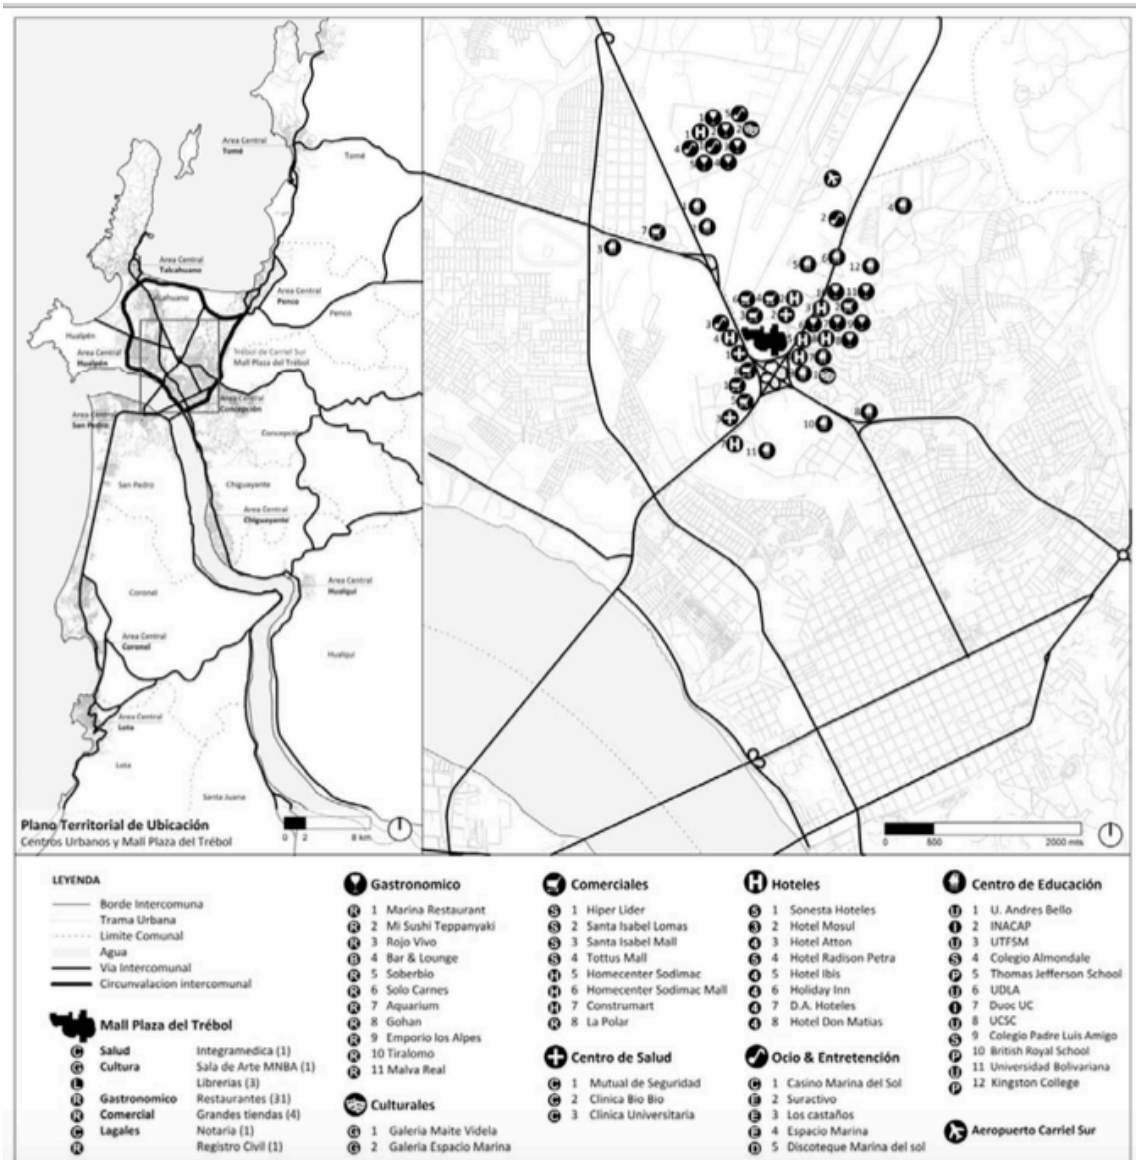 Area Central
Tomé
Tomé
Area Central
Talcahuano
Talcahuano
Area Central
Penco
Penco
Hualpén
Area Central
Hualpén
Trébol de Carriel Sur
Mall Plaza del Trébol
Area Central
Concepción
Area Central
San Pedro
Concepción
San Pedro
Chiguayante
Area Central
Chiguayante
Area Central
Hualqui
Coronel
Area Central
Coronel
Hualqui
Area Central
Lota
Lota
Santa Juana
Plano Territorial de Ubicación
Centros Urbanos y Mall Plaza del Trébol
0 2 8 km.
0 500 2000 mts
LEYENDA
Borde Intercomuna
Trama Urbana
Limite Comunal
Agua
Via Intercomunal
Circunvalacion intercomunal
Mall Plaza del Trébol
C Salud Integramedica (1)
G Cultura Sala de Arte MNBA (1)
L Librerias (3)
R Gastronomico Restaurantes (31)
R Comercial Grandes tiendas (4)
C Lagales Notaria (1)
R Registro Civil (1)
Gastronomico
R 1 Marina Restaurant
R 2 Mi Sushi Teppanyaki
R 3 Rojo Vivo
B 4 Bar & Lounge
R 5 Soberbio
R 6 Solo Carnes
R 7 Aquarium
R 8 Gohan
R 9 Emporio los Alpes
R 10 Tiralomo
R 11 Malva Real
Culturales
G 1 Galeria Maite Videla
G 2 Galeria Espacio Marina
Comerciales
S 1 Hiper Lider
S 2 Santa Isabel Lomas
S 3 Santa Isabel Mall
S 4 Tottus Mall
H 5 Homecenter Sodimac
H 6 Homecenter Sodimac Mall
H 7 Construmart
R 8 La Polar
Centro de Salud
C 1 Mutual de Seguridad
C 2 Clinica Bio Bio
C 3 Clinica Universitaria
H Hoteles
5 1 Sonesta Hoteles
3 2 Hotel Mosul
4 3 Hotel Atton
5 4 Hotel Radison Petra
4 5 Hotel Ibis
4 6 Holiday Inn
4 7 D.A. Hoteles
4 8 Hotel Don Matias
Ocio & Entretención
C 1 Casino Marina del Sol
E 2 Suractivo
E 3 Los castaños
E 4 Espacio Marina
D 5 Discoteque Marina del sol
Centro de Educación
U 1 U. Andres Bello
I 2 INACAP
U 3 UTFSM
S 4 Colegio Almondale
P 5 Thomas Jefferson School
U 6 UDLA
I 7 Duoc UC
U 8 UCSC
S 9 Colegio Padre Luis Amigo
P 10 British Royal School
U 11 Universidad Bolivariana
P 12 Kingston College
Aeropuerto Carriel Sur